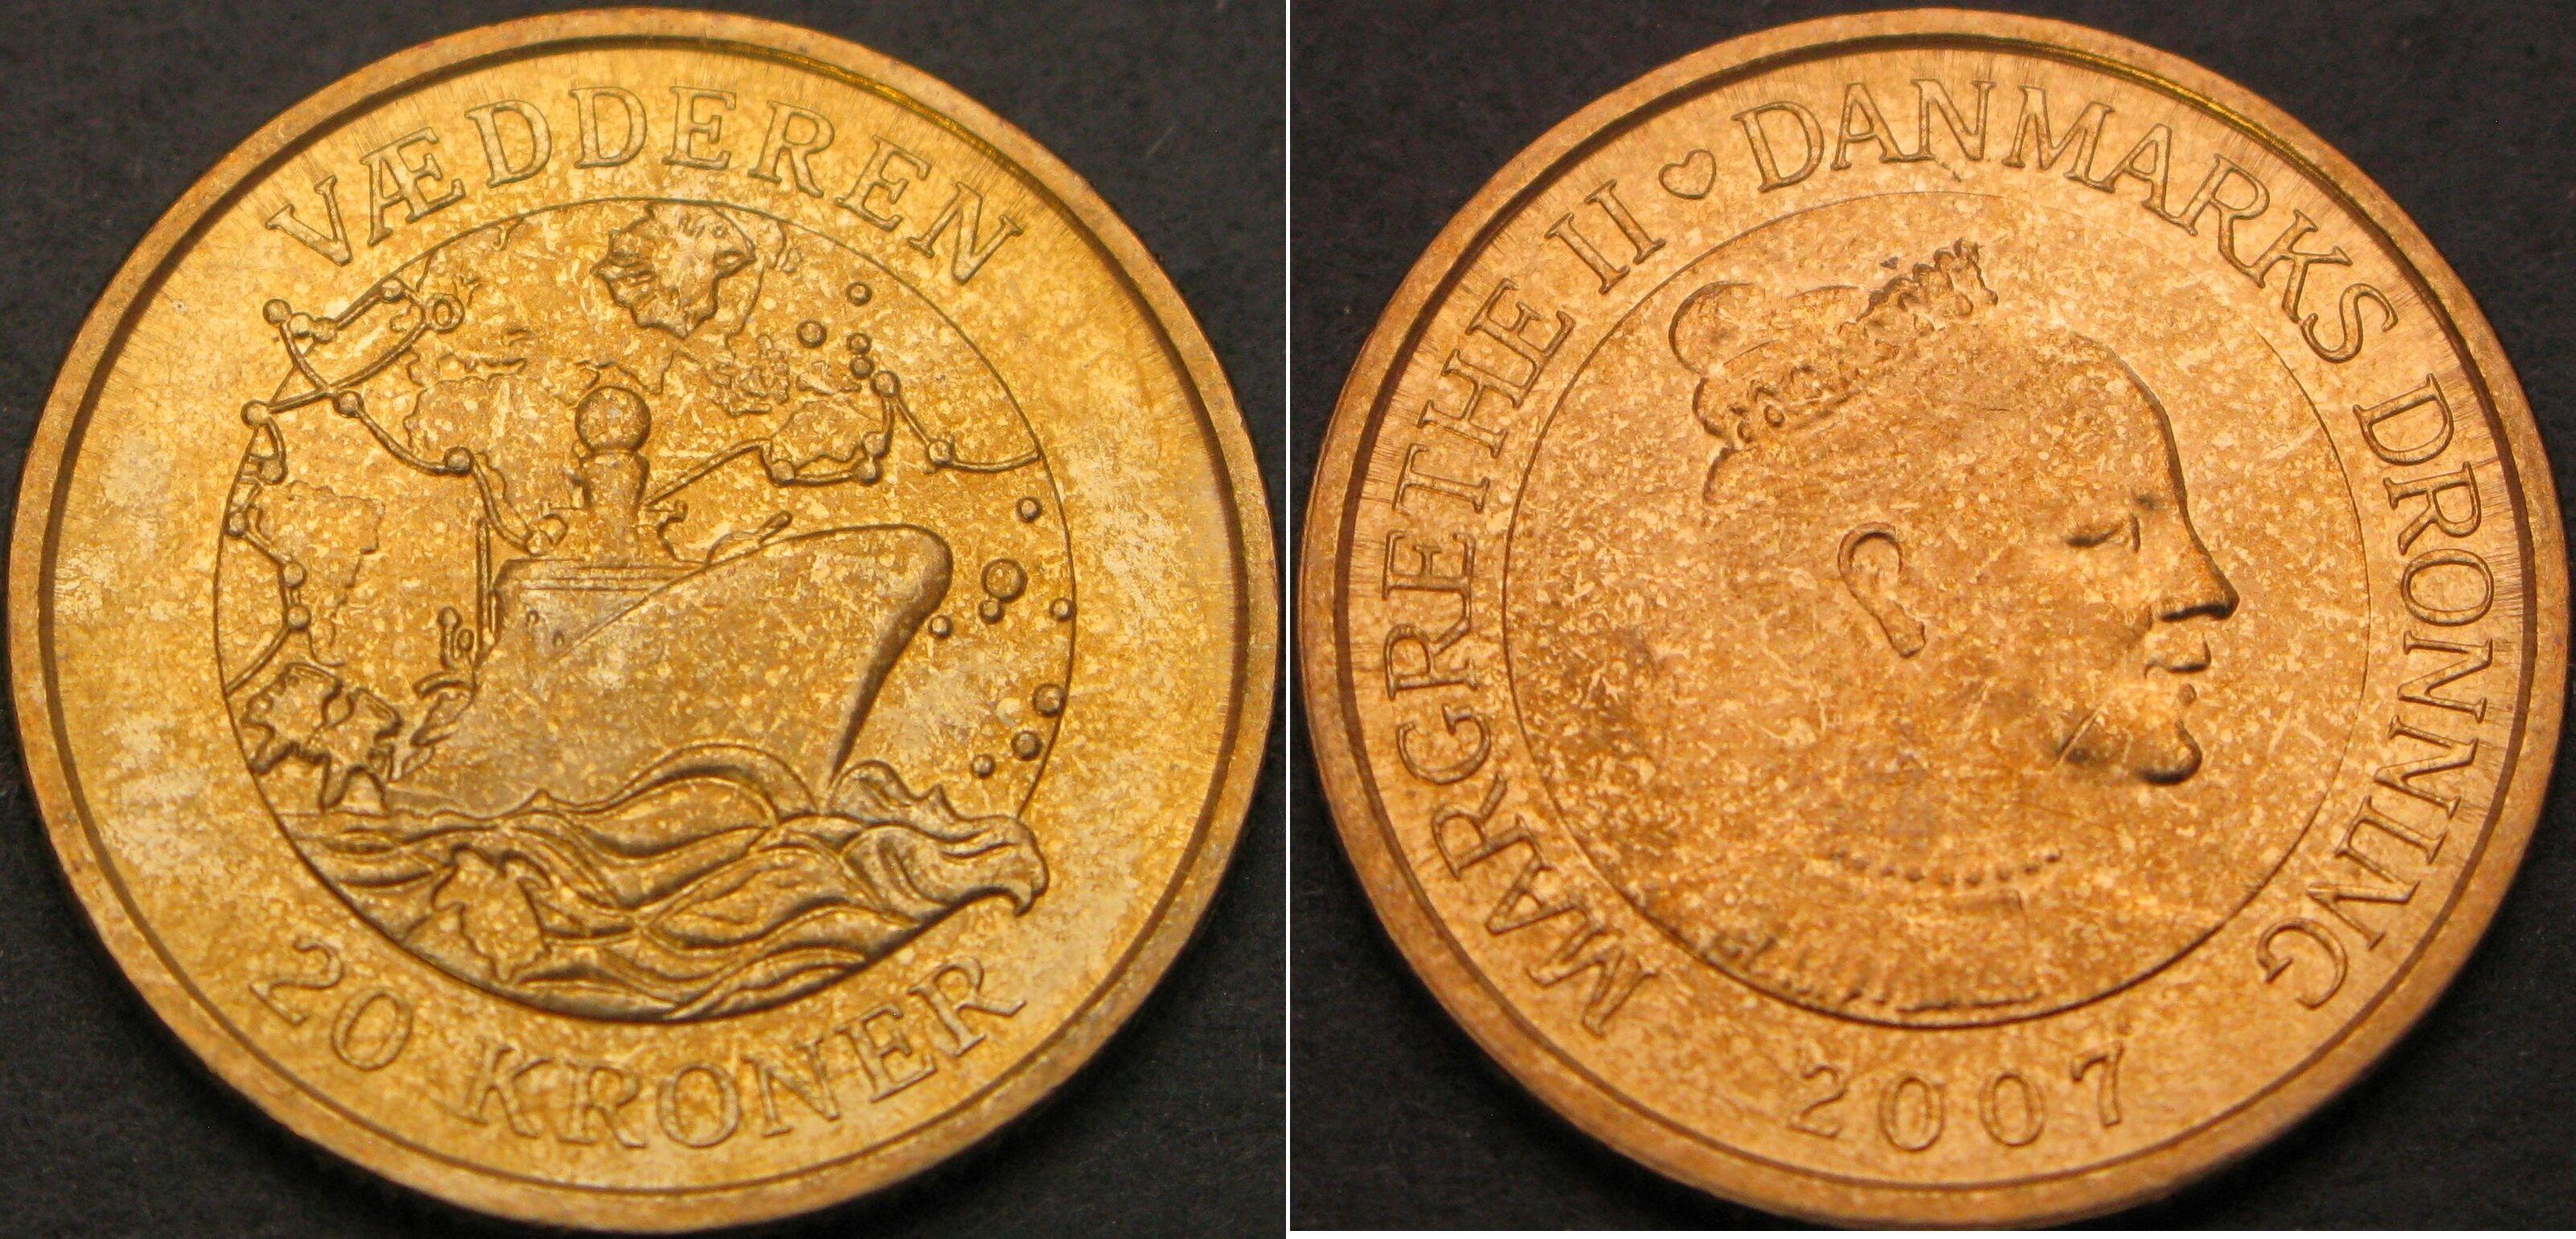 VÆDDEREN
20 KRONER
MARGRETHE II ♡ DANMARKS DRONNING
2007